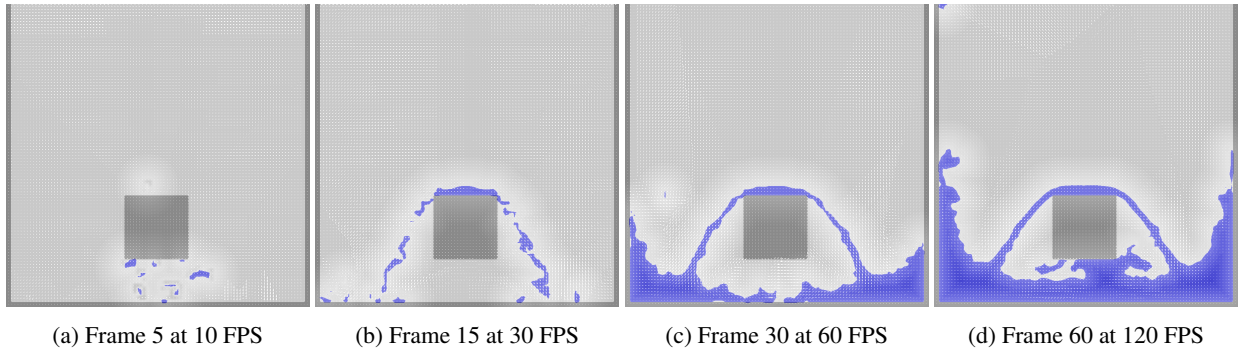 (a) Frame 5 at 10 FPS
(b) Frame 15 at 30 FPS
(c) Frame 30 at 60 FPS
(d) Frame 60 at 120 FPS